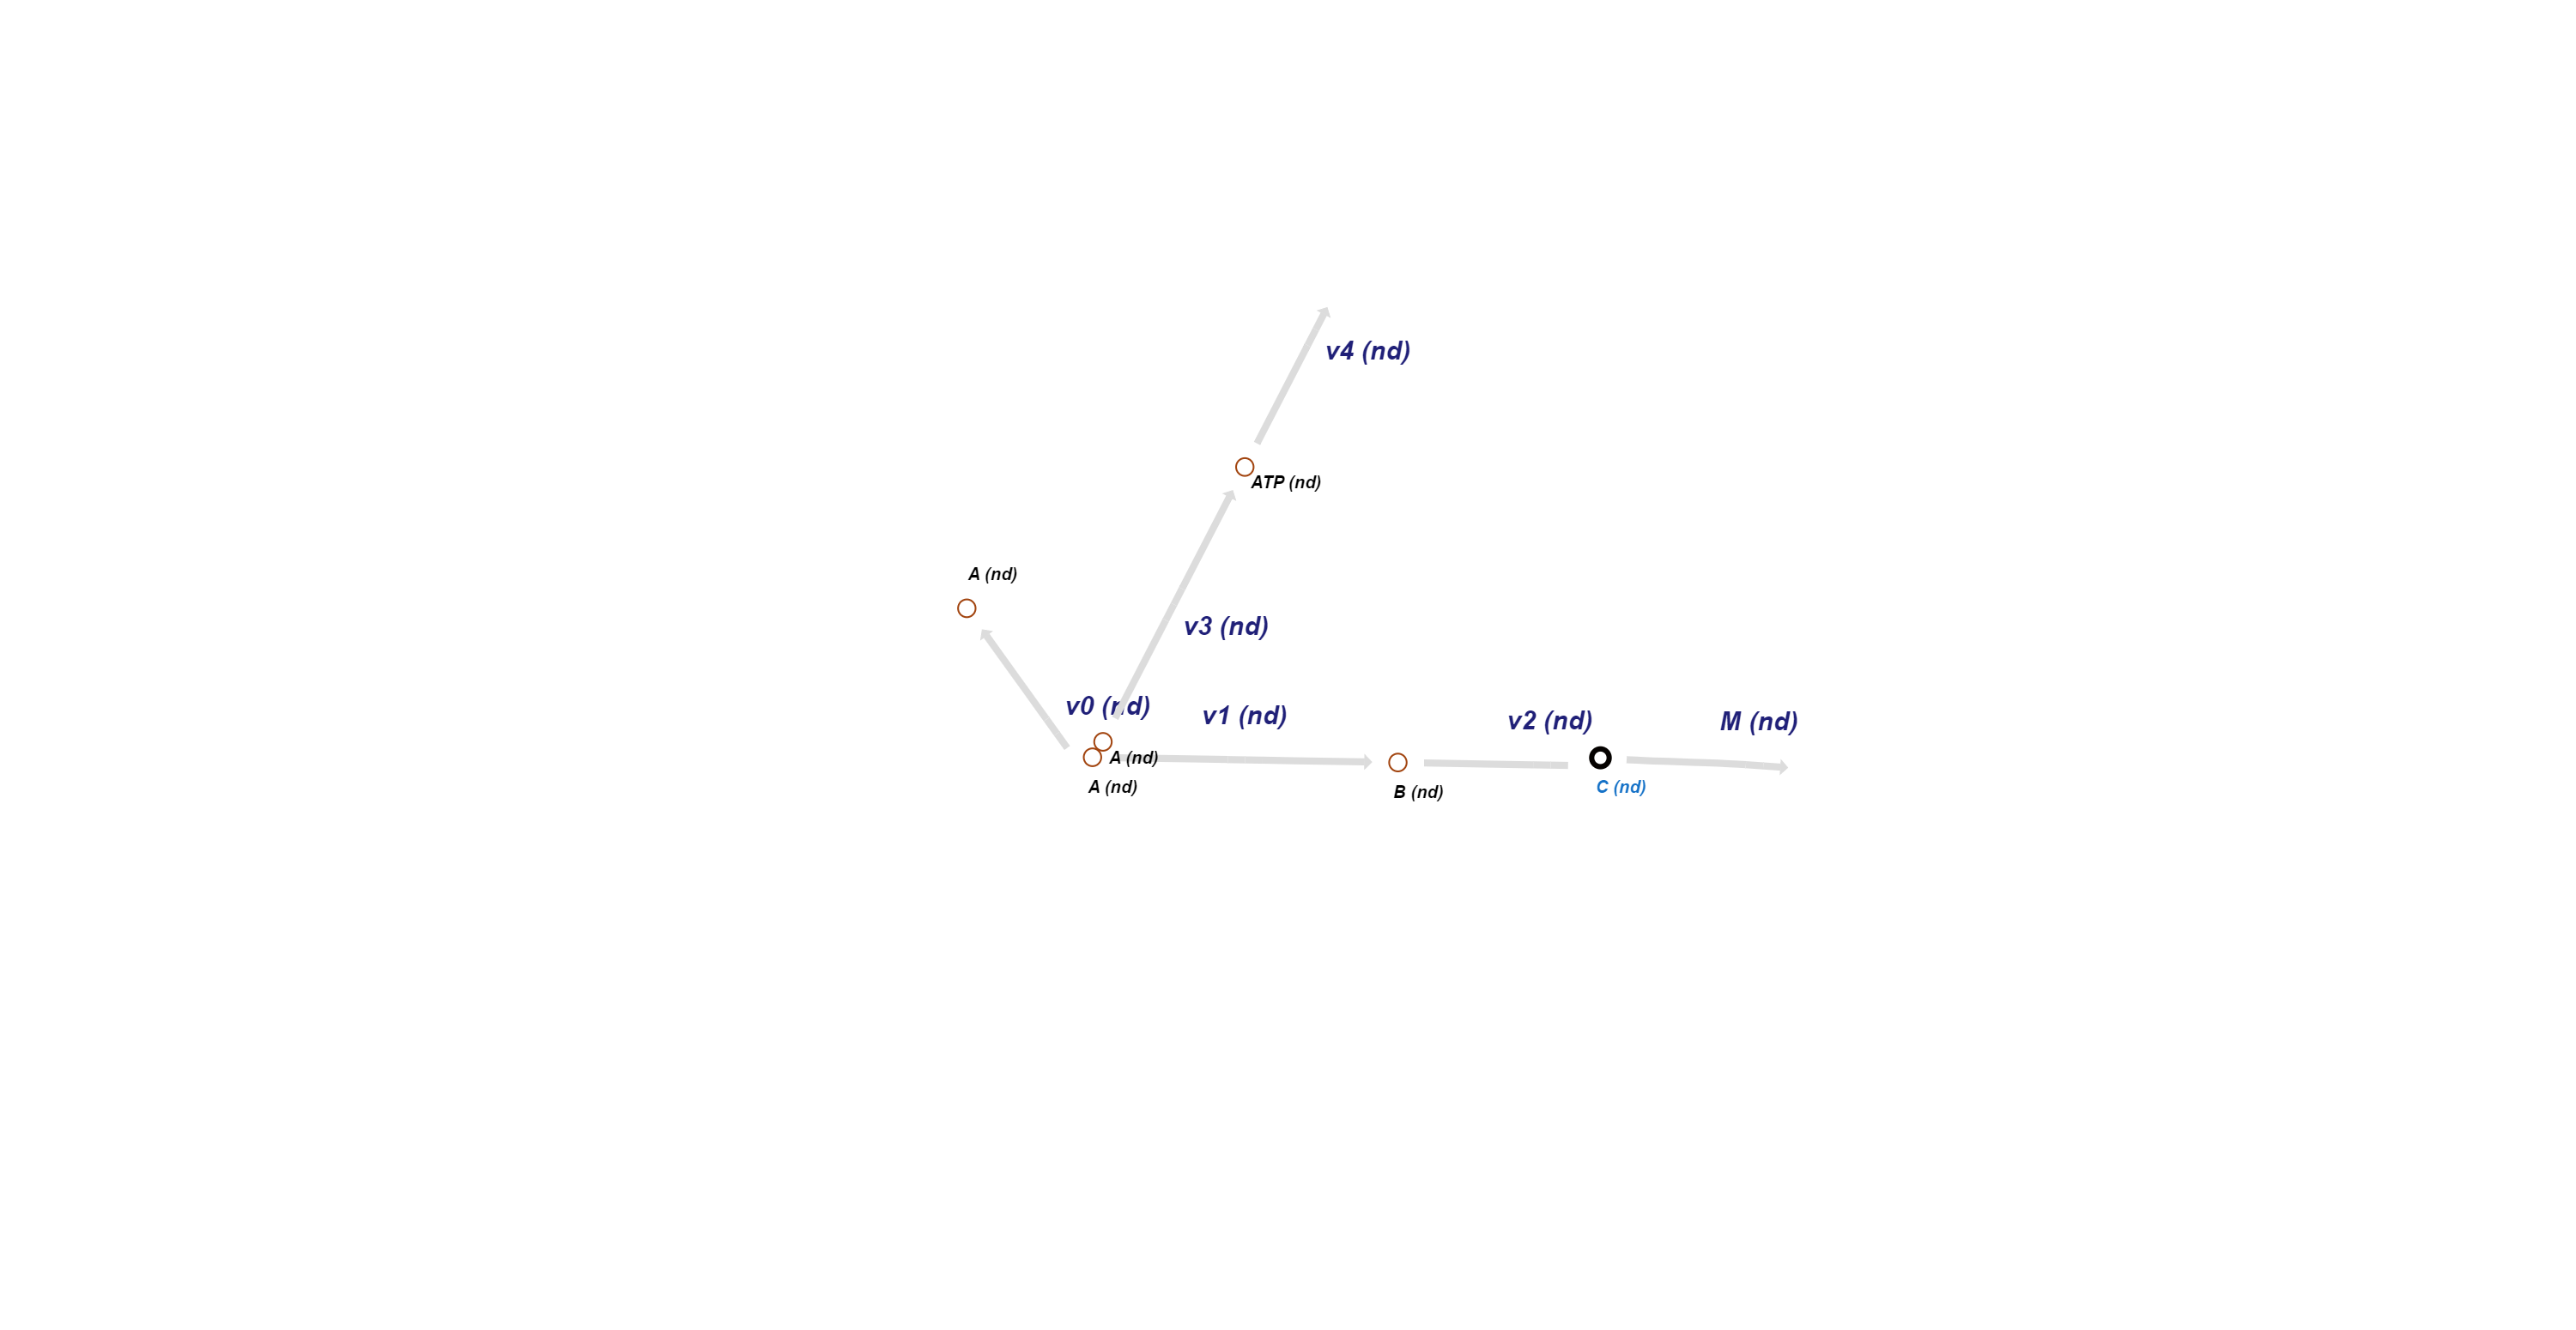 v4 (nd)
ATP (nd)
A (nd)
v3 (nd)
v0 (nd)
v1 (nd)
v2 (nd)
M (nd)
A (nd)
A (nd)
B (nd)
C (nd)